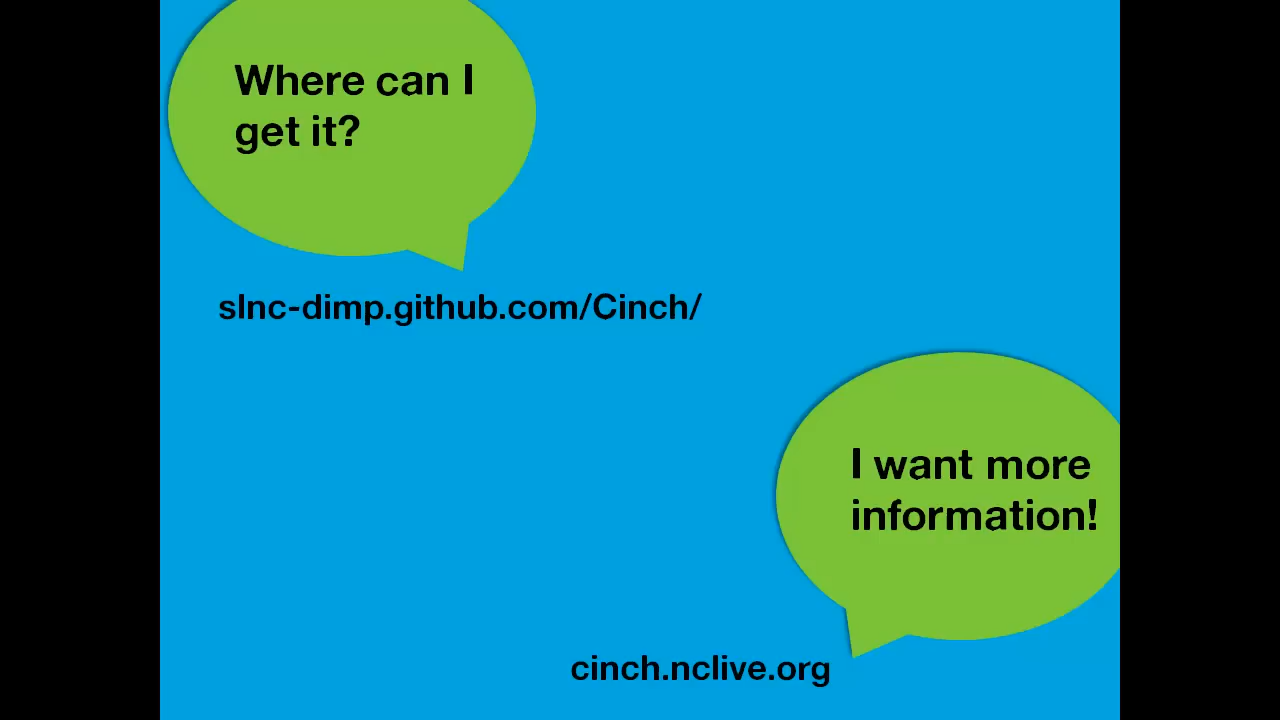 Where can I
get it?
slnc-dimp.github.com/Cinch/
I want more
information!
cinch.nclive.org